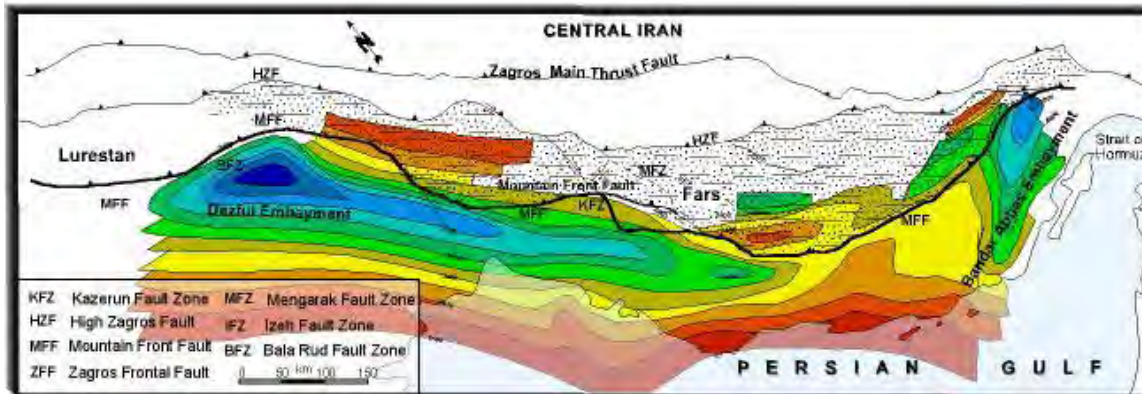 CENTRAL IRAN
N
Zagros Main Thrust Fault
HZF
MFF
HZF
Strait of
Hormuz
Lurestan
BFZ
MFZ
Mountain Front Fault
Fars
MFF
KFZ
MFF
MFF
Dezful Embayment
Bandar Abbas Embayment
KFZ Kazerun Fault Zone
MFZ Mengarak Fault Zone
HZF High Zagros Fault
IFZ Izeh Fault Zone
MFF Mountain Front Fault
BFZ Bala Rud Fault Zone
ZFF Zagros Frontal Fault
0 50 km 100 150
PERSIAN GULF